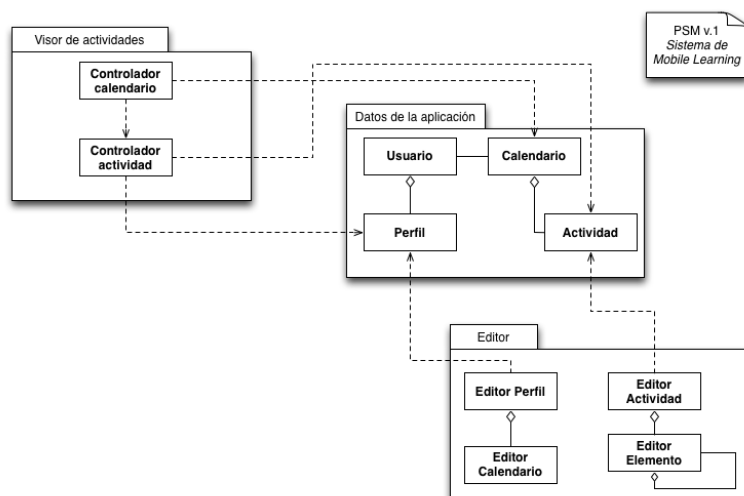 PSM v.1
Sistema de
Mobile Learning
Visor de actividades
Controlador
calendario
Controlador
actividad
Datos de la aplicación
Usuario
Calendario
Perfil
Actividad
Editor
Editor Perfil
Editor
Actividad
Editor
Calendario
Editor
Elemento